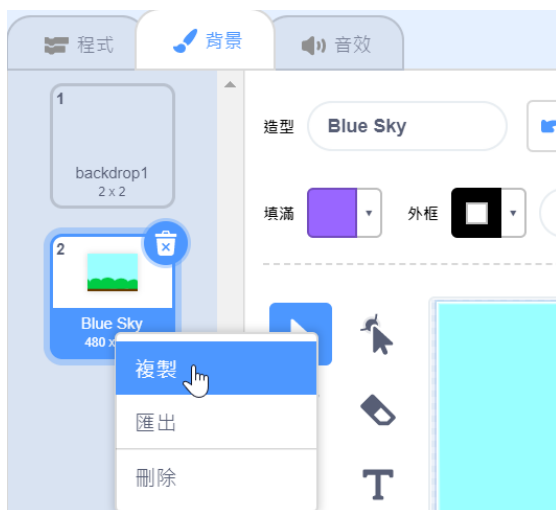 程式
背景
音效
1
backdrop1
2 x 2
造型
Blue Sky
填滿
外框
2
Blue Sky
480 x
複製
匯出
刪除
T